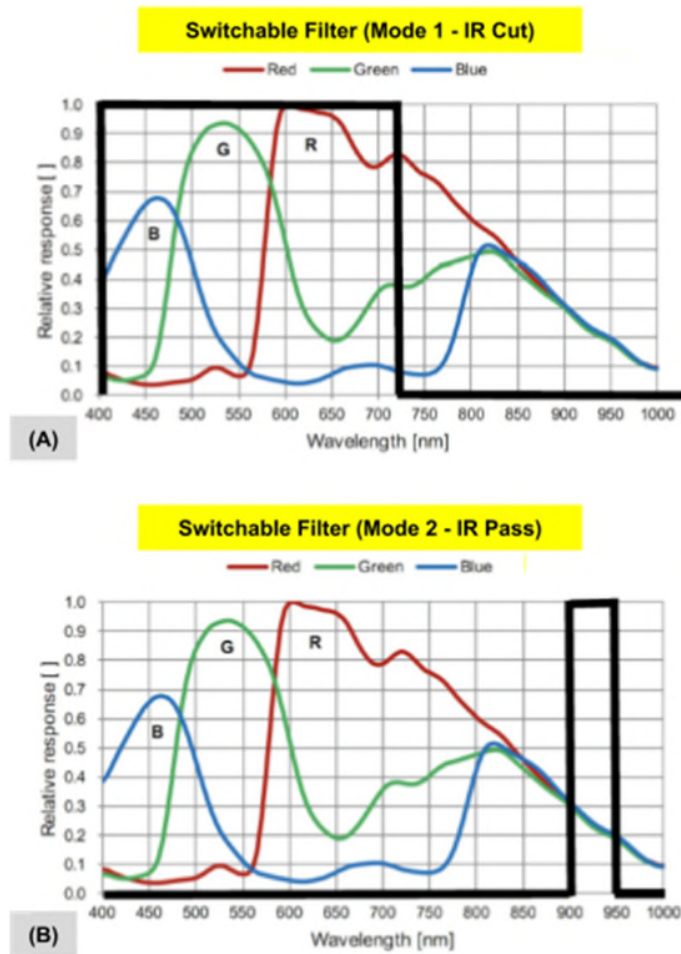 Switchable Filter (Mode 1 - IR Cut)
Red Green Blue
Relative response [ ]
1.0
0.9
0.8
0.7
0.6
0.5
0.4
0.3
0.2
0.1
0.0
B
G
R
400 450 500 550 600 650 700 750 800 850 900 950 1000
Wavelength [nm]
(A)
Switchable Filter (Mode 2 - IR Pass)
Red Green Blue
Relative response [ ]
1.0
0.9
0.8
0.7
0.6
0.5
0.4
0.3
0.2
0.1
0.0
B
G
R
400 450 500 550 600 650 700 750 800 850 900 950 1000
Wavelength [nm]
(B)